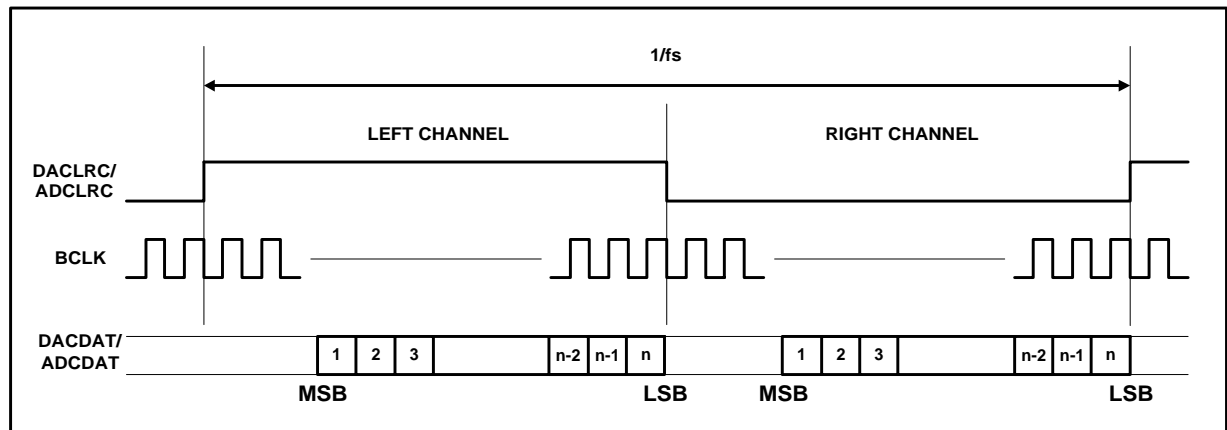 1/fs
LEFT CHANNEL RIGHT CHANNEL
DACLRC/
ADCLRC
BCLK
DACDAT/
ADCDAT
1 2 3 n-2 n-1 n 1 2 3 n-2 n-1 n
MSB LSB MSB LSB